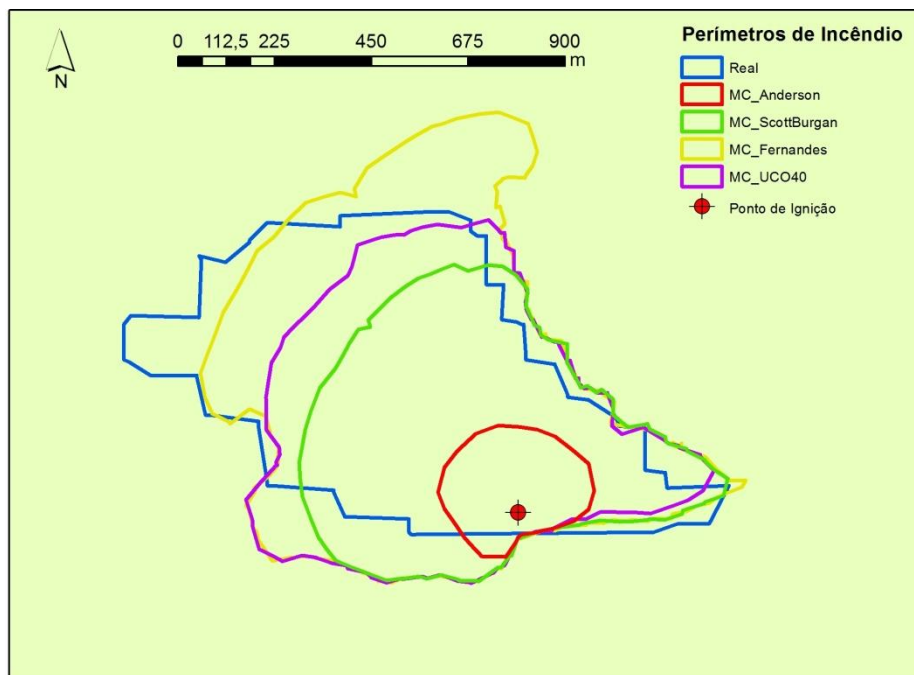 0 112,5 225 450 675 900
m
N
Perímetros de Incêndio
Real
MC_Anderson
MC_ScottBurgan
MC_Fernandes
MC_UCO40
Ponto de Ignição